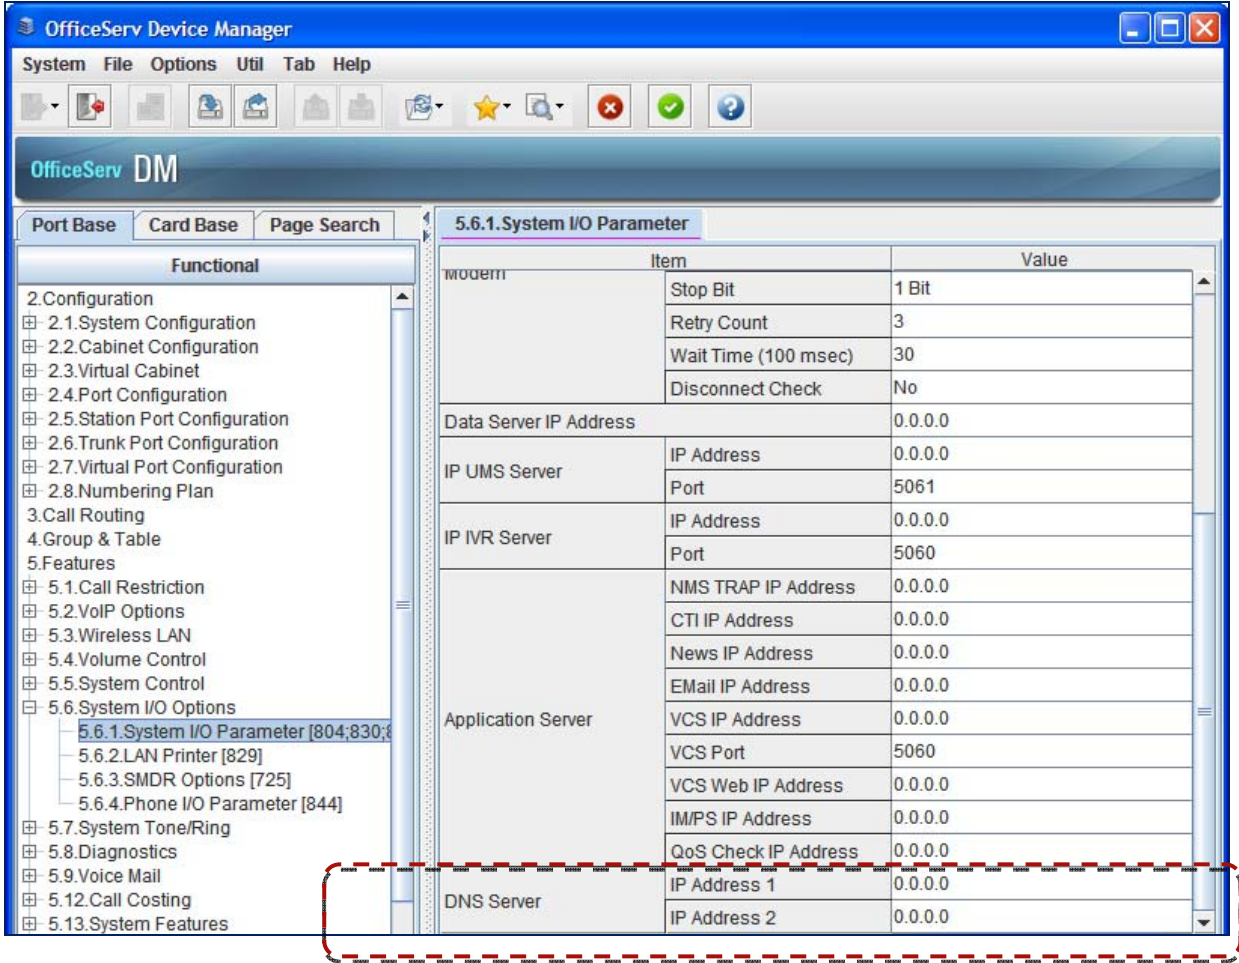 OfficeServ Device Manager
System File Options Util Tab Help
OfficeServ DM
Port Base Card Base Page Search
Functional
2.Configuration
2.1.System Configuration
2.2.Cabinet Configuration
2.3.Virtual Cabinet
2.4.Port Configuration
2.5.Station Port Configuration
2.6.Trunk Port Configuration
2.7.Virtual Port Configuration
2.8.Numbering Plan
3.Call Routing
4.Group & Table
5.Features
5.1.Call Restriction
5.2.VoIP Options
5.3.Wireless LAN
5.4.Volume Control
5.5.System Control
5.6.System I/O Options
5.6.1.System I/O Parameter [804;830;
5.6.2.LAN Printer [829]
5.6.3.SMDR Options [725]
5.6.4.Phone I/O Parameter [844]
5.7.System Tone/Ring
5.8.Diagnostics
5.9.Voice Mail
5.12.Call Costing
5.13.System Features
5.6.1.System I/O Parameter
Item Value
Modem
Stop Bit 1 Bit
Retry Count 3
Wait Time (100 msec) 30
Disconnect Check No
Data Server IP Address 0.0.0.0
IP UMS Server
IP Address 0.0.0.0
Port 5061
IP IVR Server
IP Address 0.0.0.0
Port 5060
Application Server
NMS TRAP IP Address 0.0.0.0
CTI IP Address 0.0.0.0
News IP Address 0.0.0.0
EMail IP Address 0.0.0.0
VCS IP Address 0.0.0.0
VCS Port 5060
VCS Web IP Address 0.0.0.0
IM/PS IP Address 0.0.0.0
QoS Check IP Address 0.0.0.0
DNS Server
IP Address 1 0.0.0.0
IP Address 2 0.0.0.0